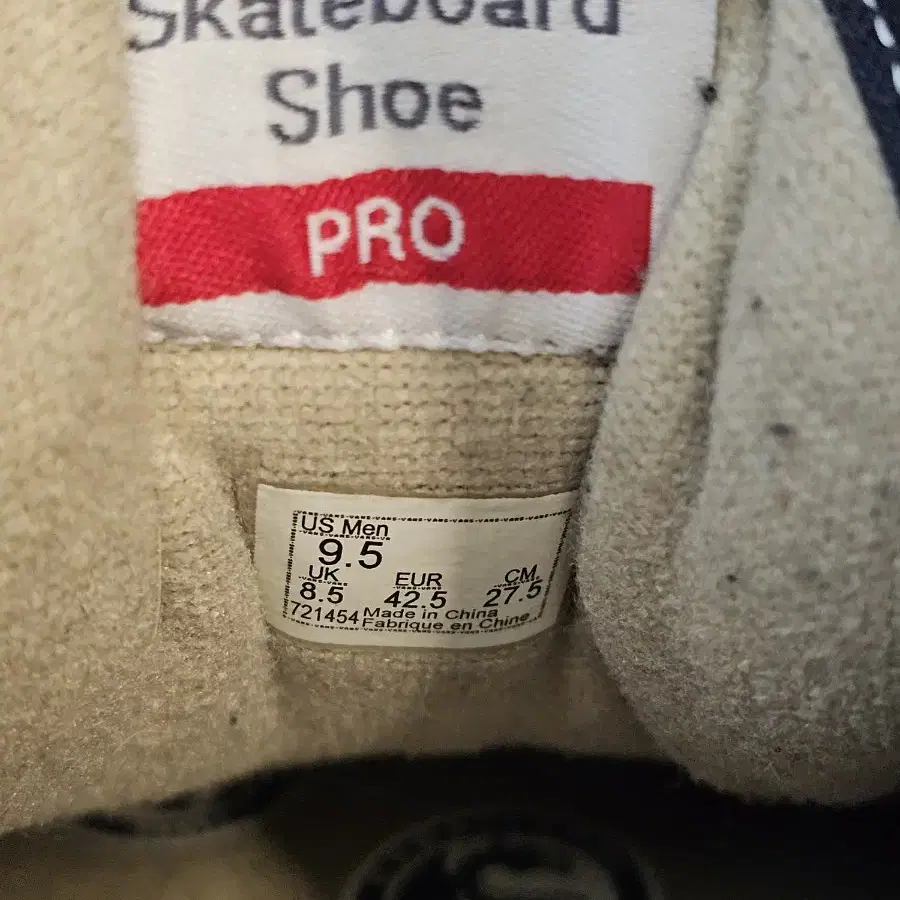 Skateboard
Shoe
PRO
US Men
9.5
UK EUR CM
8.5 42.5 27.5
721454 Made in China
Fabrique en Chine